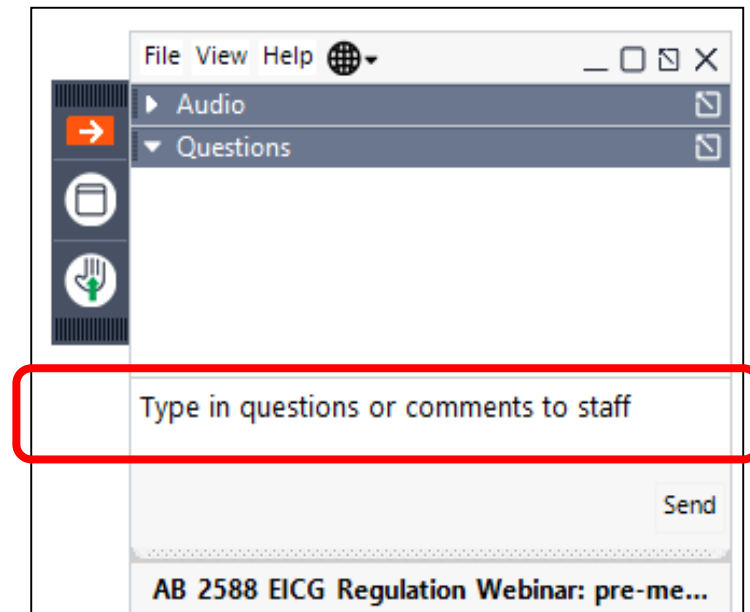 File View Help
Audio
Questions
Type in questions or comments to staff
Send
AB 2588 EICG Regulation Webinar: pre-me...